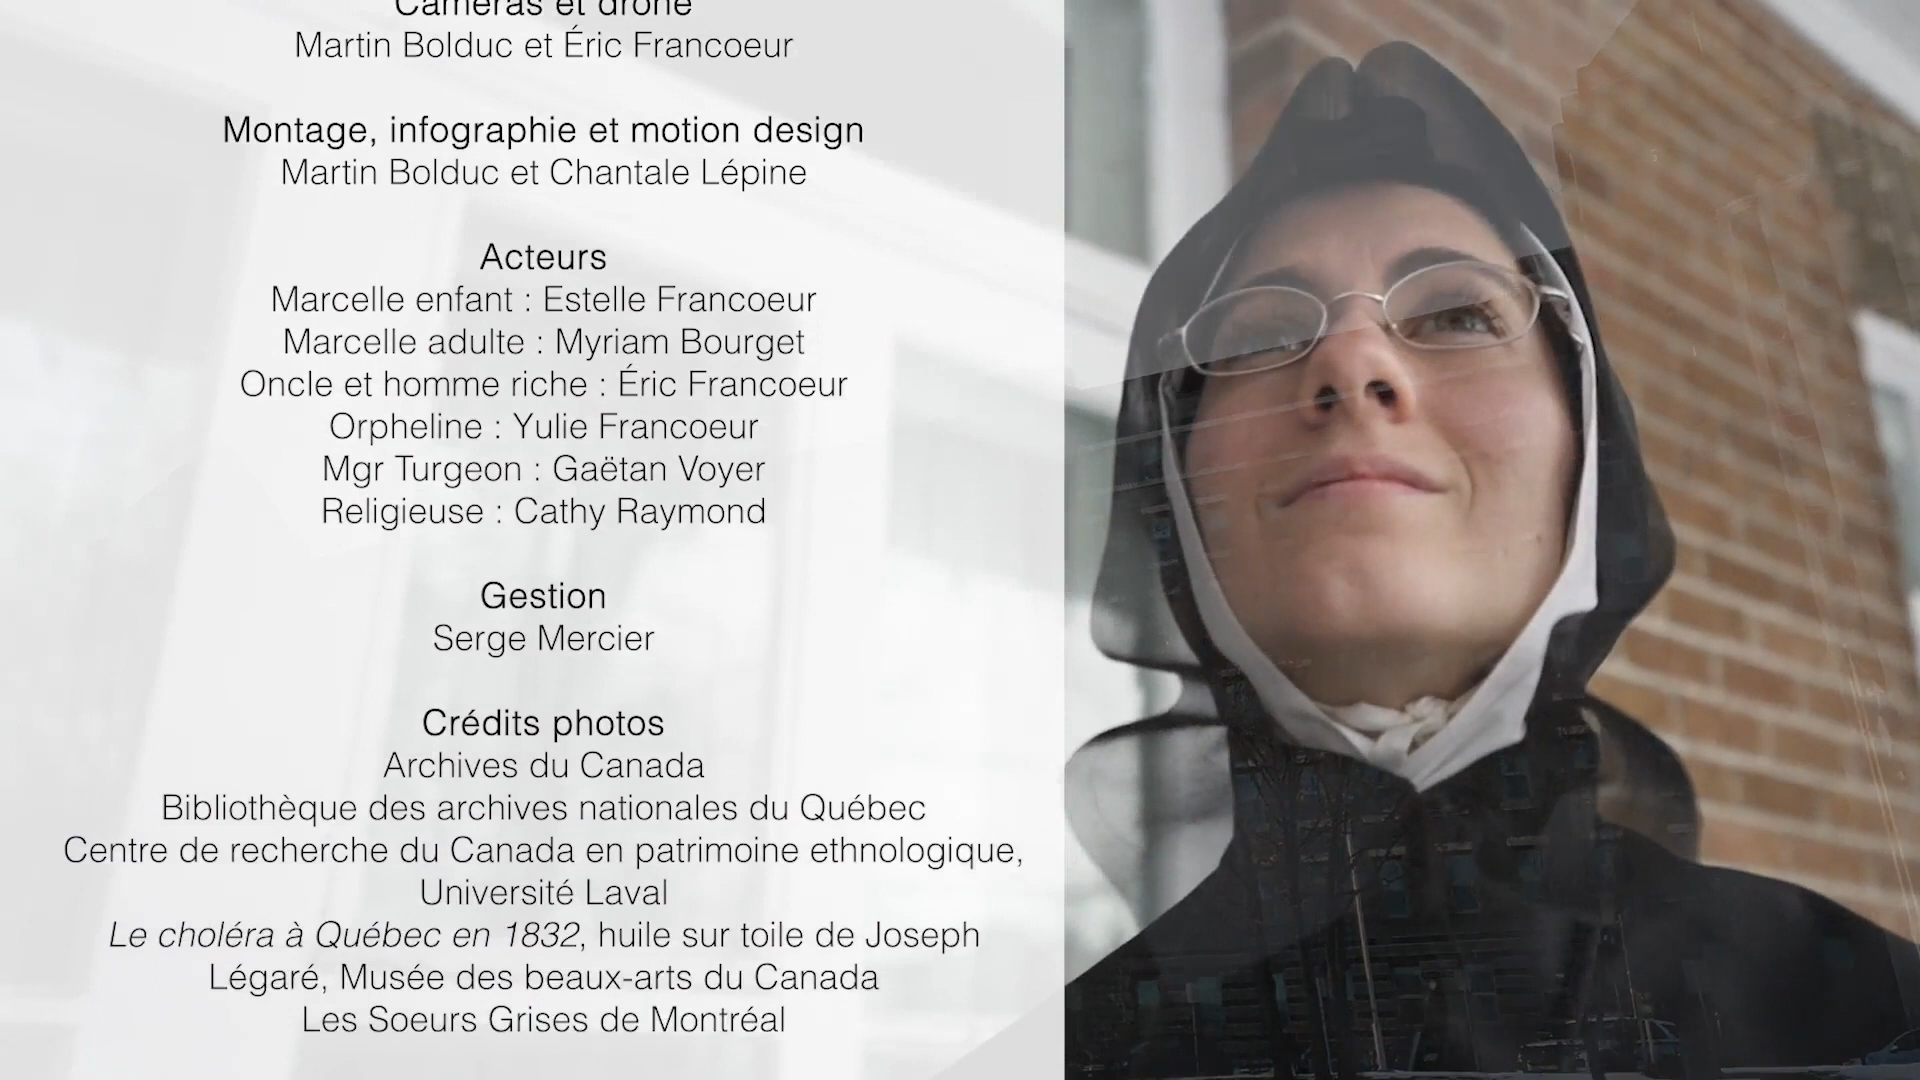 Caméras et drone
Martin Bolduc et Éric Francoeur
Montage, infographie et motion design
Martin Bolduc et Chantale Lépine
Acteurs
Marcelle enfant : Estelle Francoeur
Marcelle adulte : Myriam Bourget
Oncle et homme riche : Éric Francoeur
Orpheline : Yulie Francoeur
Mgr Turgeon : Gaëtan Voyer
Religieuse : Cathy Raymond
Gestion
Serge Mercier
Crédits photos
Archives du Canada
Bibliothèque des archives nationales du Québec
Centre de recherche du Canada en patrimoine ethnologique,
Université Laval
Le choléra à Québec en 1832, huile sur toile de Joseph
Légaré, Musée des beaux-arts du Canada
Les Soeurs Grises de Montréal